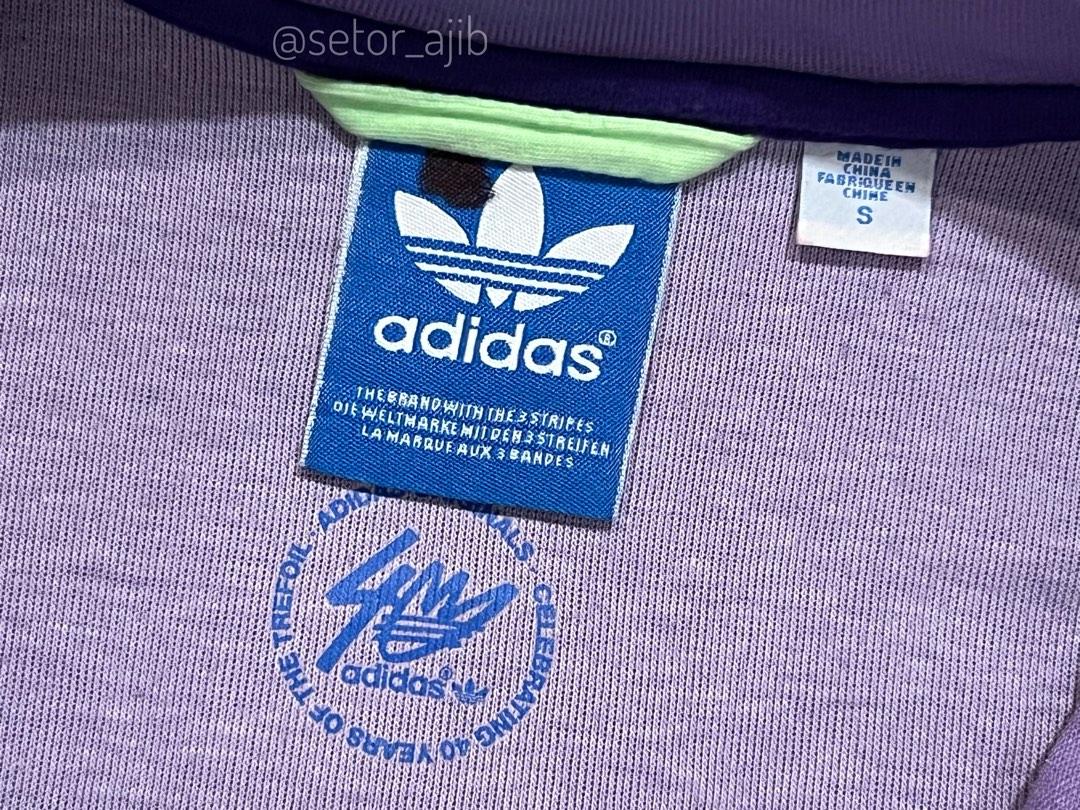 @setor_ajib
MADE IN
CHINA
FABRIQUE EN
CHINE
S
adidas®
THE BRAND WITH THE 3 STRIPES
DIE WELTMARKE MIT DEN 3 STREIFEN
LA MARQUE AUX 3 BANDES
CELEBRATING 40 YEARS OF THE TREFOIL ·
adidas®